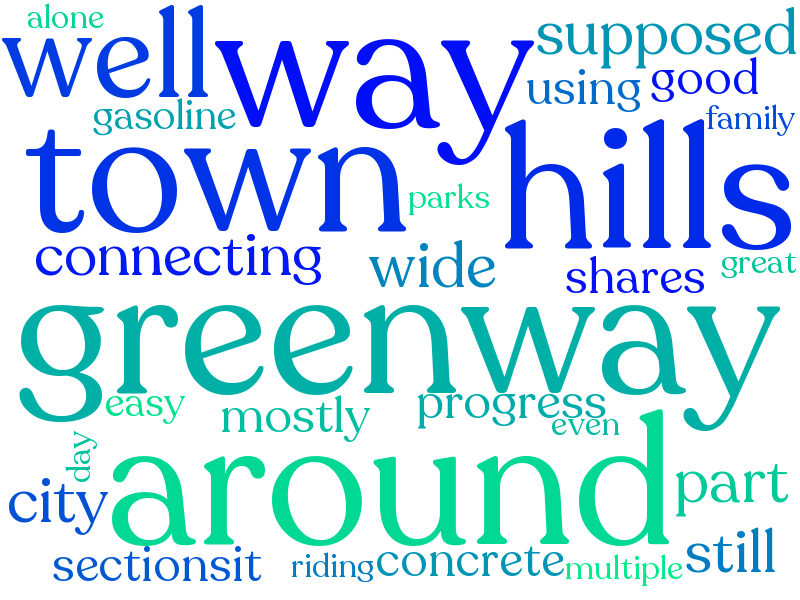 alone
well
way
supposed
using
good
gasoline
family
town
hills
parks
connecting
wide
shares
great
greenway
easy
mostly
progress
even
day
around
city
part
sectionsit
riding
concrete
multiple
still